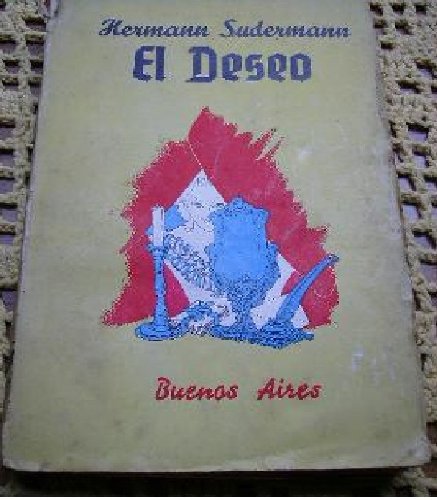 Hermann Sudermann
El Deseo
Buenos Aires